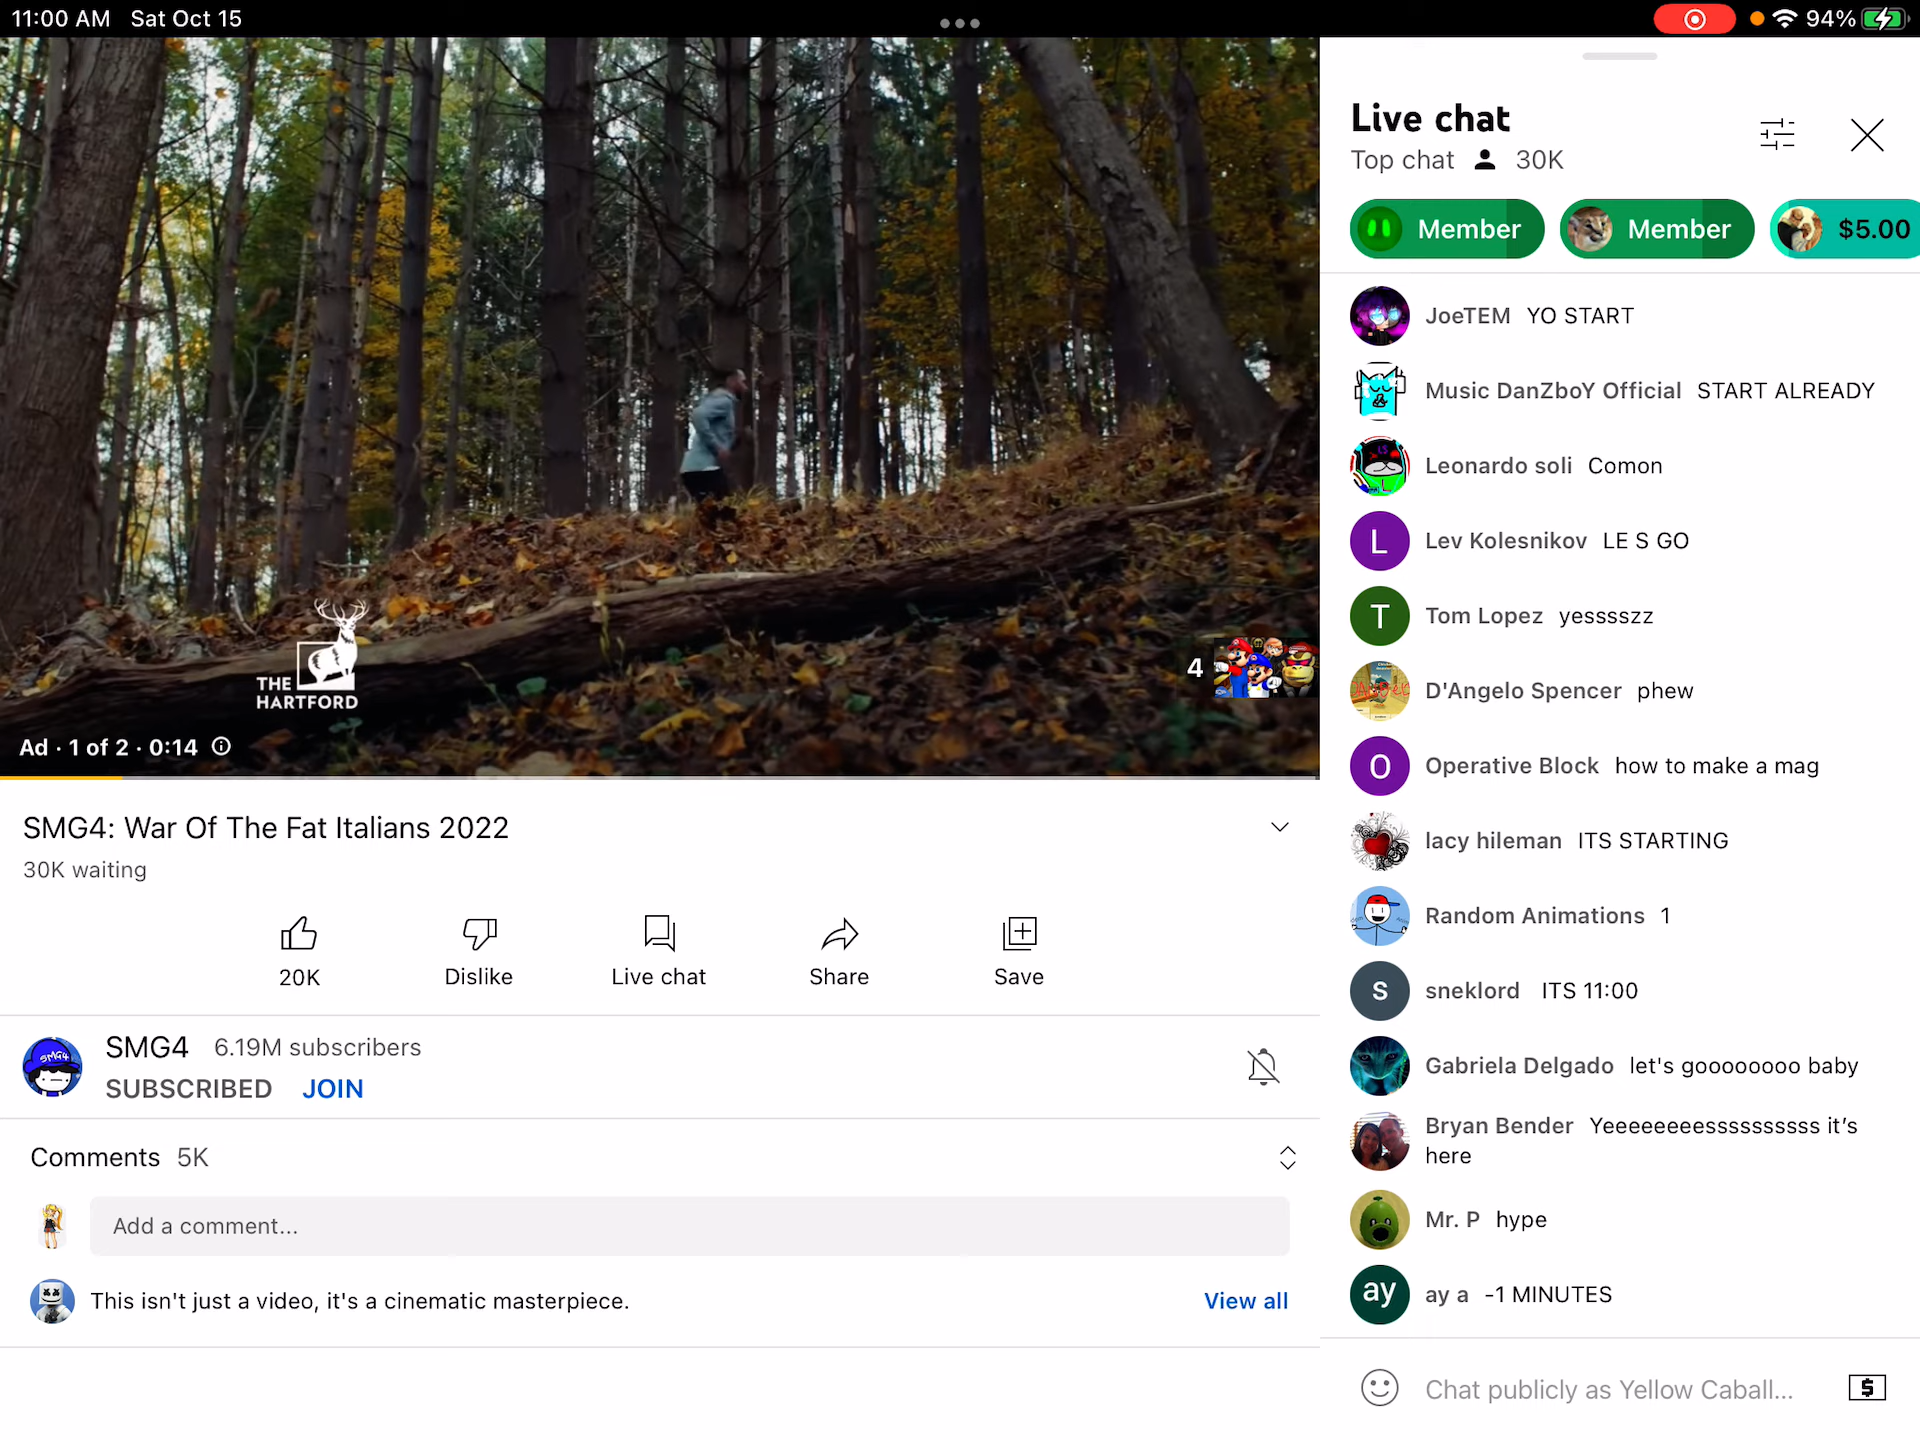 11:00 AM Sat Oct 15
94%
THE
HARTFORD
4
Ad · 1 of 2 · 0:14
SMG4: War Of The Fat Italians 2022
30K waiting
20K
Dislike
Live chat
Share
Save
SMG4
SMG4 6.19M subscribers
SUBSCRIBED JOIN
Comments 5K
Add a comment...
This isn't just a video, it's a cinematic masterpiece.
View all
Live chat
Top chat 30K
Member
Member
$5.00
JoeTEM YO START
Music DanZboY Official START ALREADY
Leonardo soli Comon
L
Lev Kolesnikov LE S GO
T
Tom Lopez yesssszz
D'Angelo Spencer phew
O
Operative Block how to make a mag
lacy hileman ITS STARTING
Random Animations 1
S
sneklord ITS 11:00
Gabriela Delgado let's goooooooo baby
Bryan Bender Yeeeeeeeessssssssss it’s
here
Mr. P hype
ay
ay a -1 MINUTES
Chat publicly as Yellow Caball...